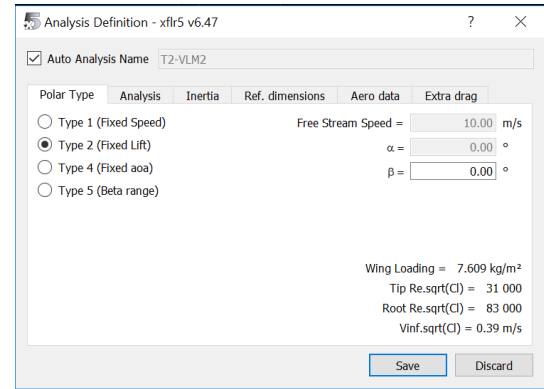 Analysis Definition - xflr5 v6.47 ? ×
Auto Analysis Name T2-VLM2
Polar Type Analysis Inertia Ref. dimensions Aero data Extra drag
Type 1 (Fixed Speed) Free Stream Speed = 10.00 m/s
Type 2 (Fixed Lift) α = 0.00 °
Type 4 (Fixed aoa) β = 0.00 °
Type 5 (Beta range)
Wing Loading = 7.609 kg/m²
Tip Re.sqrt(Cl) = 31 000
Root Re.sqrt(Cl) = 83 000
Vinf.sqrt(Cl) = 0.39 m/s
Save Discard